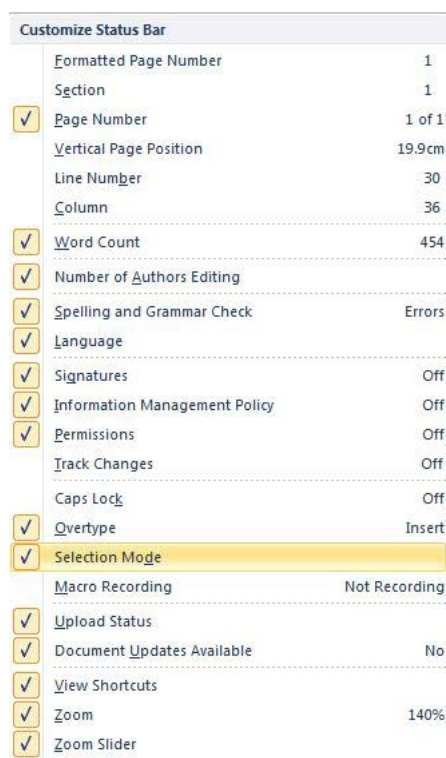 Customize Status Bar
Formatted Page Number 1
Section 1
Page Number 1 of 1
Vertical Page Position 19.9cm
Line Number 30
Column 36
Word Count 454
Number of Authors Editing
Spelling and Grammar Check Errors
Language
Signatures Off
Information Management Policy Off
Permissions Off
Track Changes Off
Caps Lock Off
Overtype Insert
Selection Mode
Macro Recording Not Recording
Upload Status
Document Updates Available No
View Shortcuts
Zoom 140%
Zoom Slider